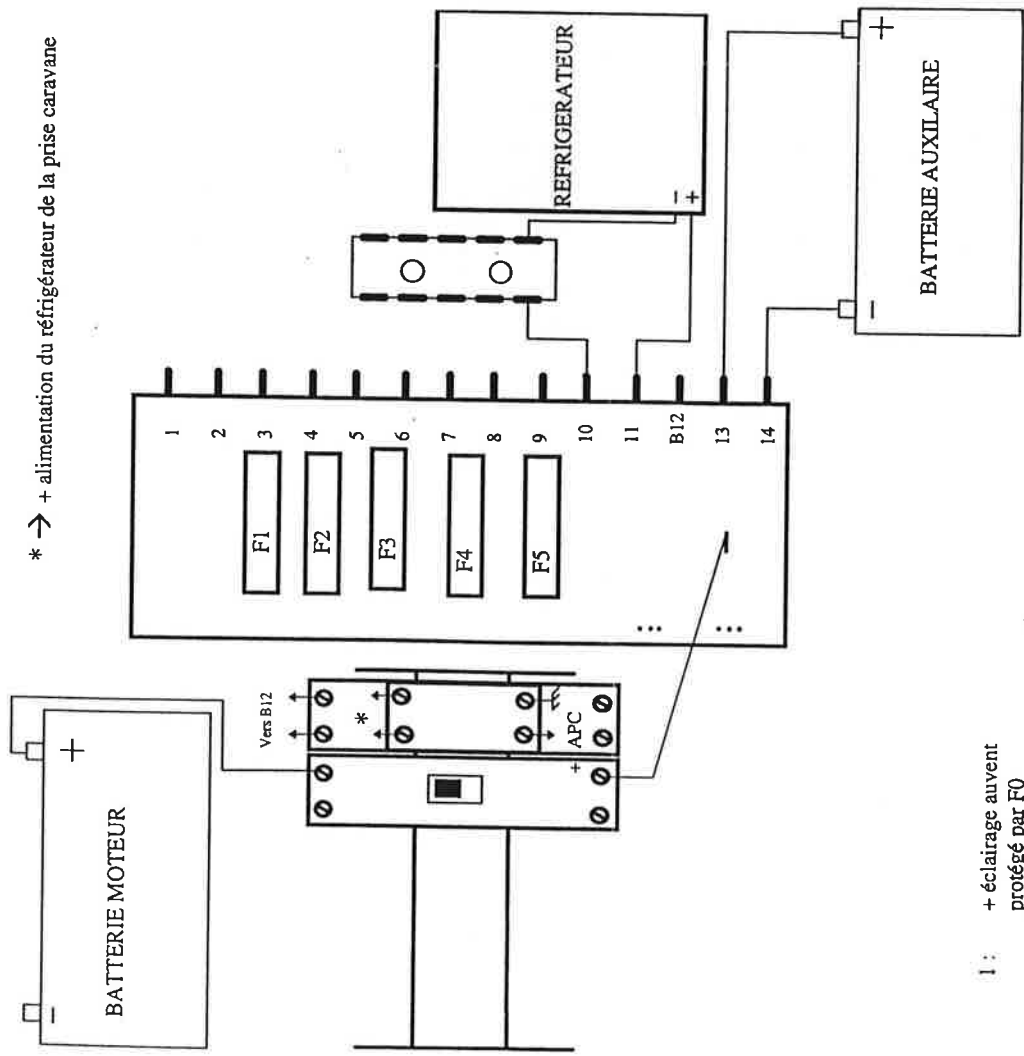 * → + alimentation du réfrigérateur de la prise caravane
BATTERIE MOTEUR
−
+
Vers B12
*
APC
+
F1
F2
F3
F4
F5
1
2
3
4
5
6
7
8
9
10
11
B12
13
14
REFRIGERATEUR
−
+
BATTERIE AUXILAIRE
−
+
1 : + éclairage auvent
protégé par F0